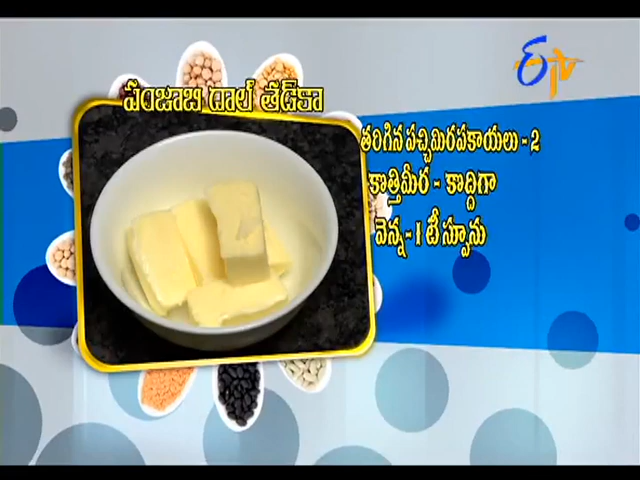 etv
పంజాబి దాల్ తడ్‌కా
తరిగిన పచ్చిమిరపకాయలు - 2
కొత్తిమీర - కొద్దిగా
వెన్న - 1 టీ స్పూను